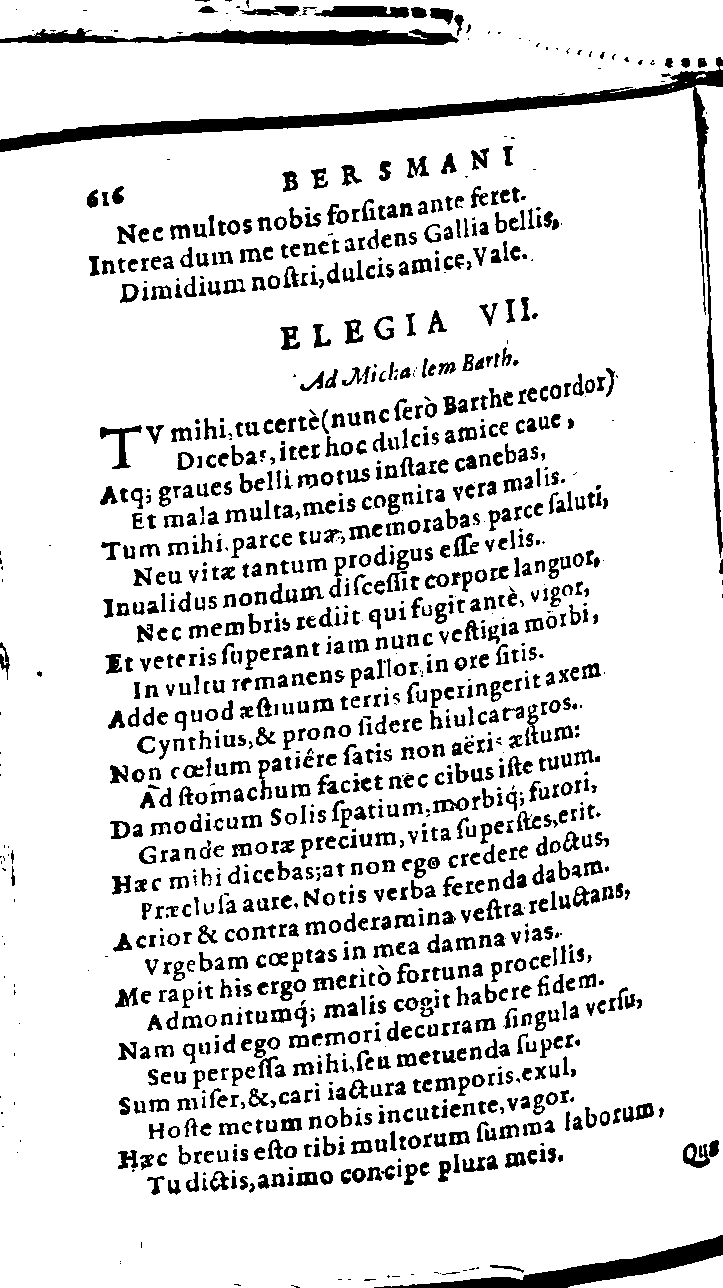 616 BERSMANI
Nec multos nobis forſitan ante feret.
Interea dum me tenet ardens Gallia bellis,
Dimidium noſtri, dulcis amice, Vale.
ELEGIA VII.
Ad Michaelem Barth.
TV mihi, tu certè (nunc ſerò Barthe recordor)
Dicebas, iter hoc dulcis amice caue,
Atq; graues belli motus inſtare canebas,
Et mala multa, meis cognita vera malis.
Tum mihi, parce tuæ, memorabas parce ſaluti,
Neu vitæ tantum prodigus eſſe velis.
Inualidus nondum diſceſſit corpore languor,
Nec membris rediit qui fugit antè, vigor,
Et veteris ſuperant iam nunc veſtigia morbi,
In vultu remanens pallor, in ore ſitis.
Adde quod æſtiuum terris ſuperingerit axem
Cynthius, & prono ſidere hiulcat agros.
Non cœlum patiére ſatis non aëris æſtum:
Ad ſtomachum faciet nec cibus iſte tuum.
Da modicum Solis ſpatium, morbiq́; furori,
Grande moræ precium, vita ſuperſtes, erit.
Hæc mihi dicebas; at non ego credere doctus,
Præcluſa aure, Notis verba ferenda dabam.
Acrior & contra moderamina veſtra reluctans,
Vrgebam cœptas in mea damna vias.
Me rapit his ergo meritò fortuna procellis,
Admonitumq́; malis cogit habere fidem.
Nam quid ego memori decurram ſingula verſu,
Seu perpeſſa mihi, ſeu metuenda ſuper.
Sum miſer, &, cari iactura temporis, exul,
Hoſte metum nobis incutiente, vagor.
Hæc breuis eſto tibi multorum ſumma laborum,
Tu dictis, animo concipe plura meis.
Quæ